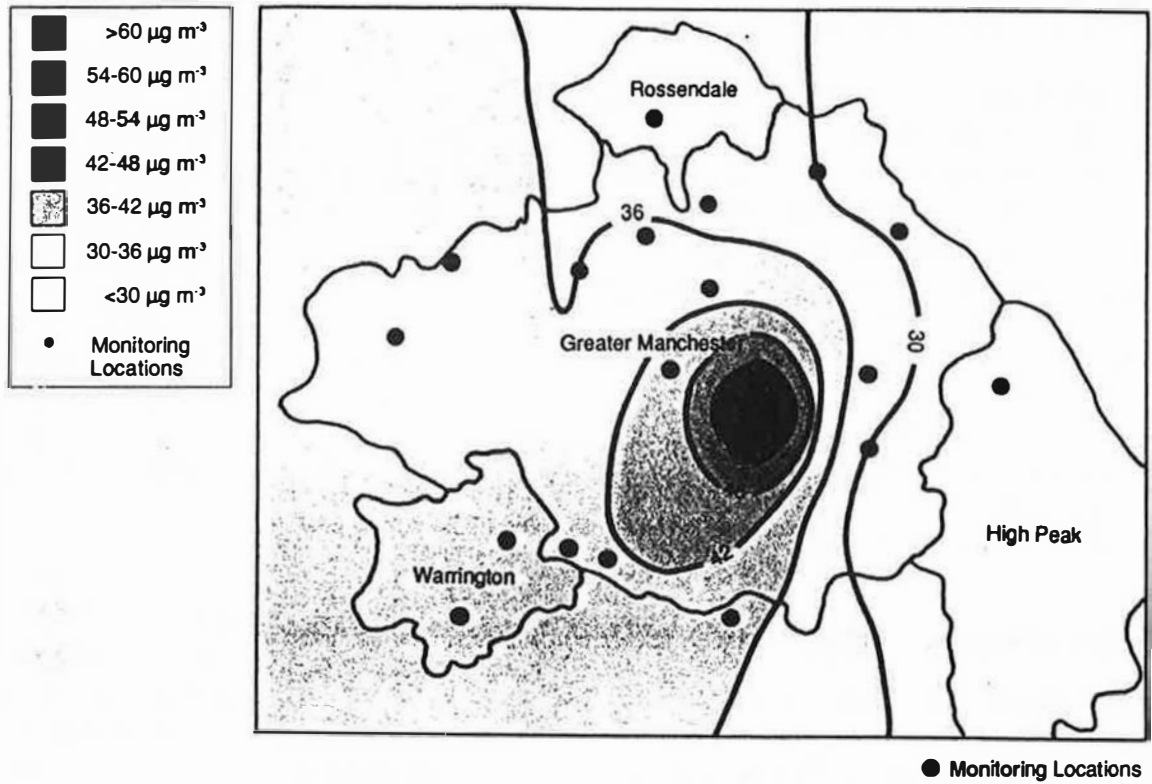 >60 µg m⁻³
54-60 µg m⁻³
48-54 µg m⁻³
42-48 µg m⁻³
36-42 µg m⁻³
30-36 µg m⁻³
<30 µg m⁻³
Monitoring
Locations
Rossendale
36
Greater Manchester
30
High Peak
42
Warrington
Monitoring Locations